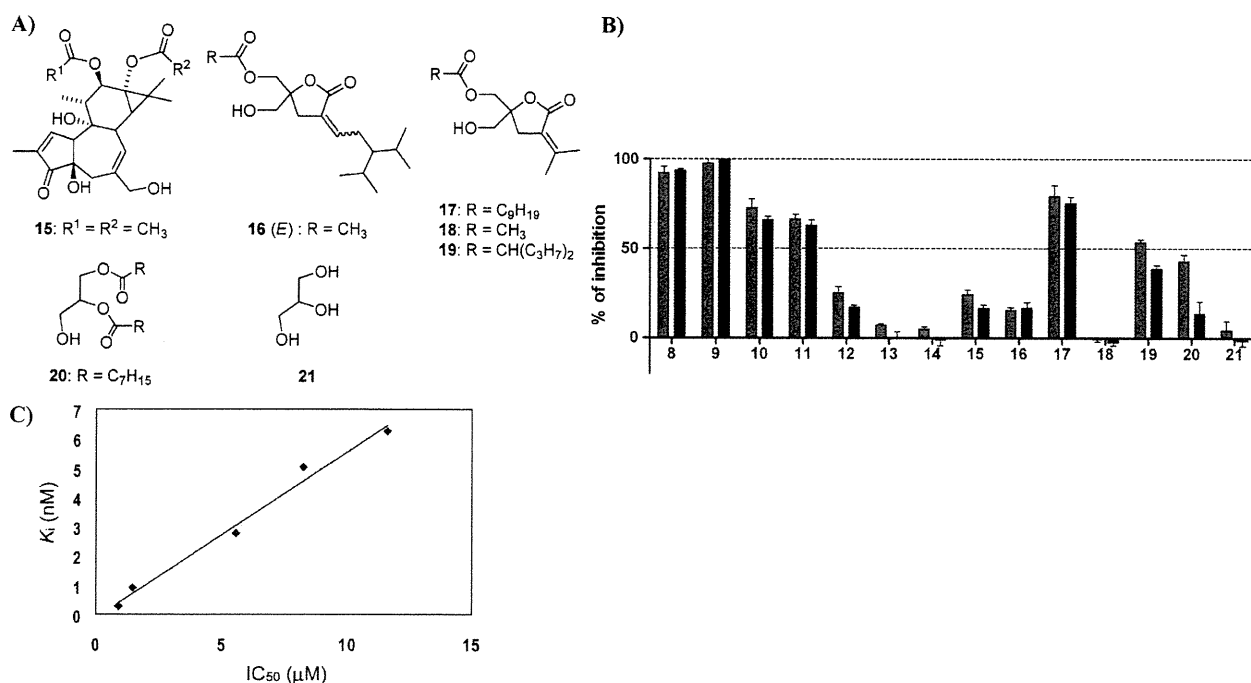 A)
O
R¹
O
O
O
R²
HO
O
OH
OH
15: R¹ = R² = CH₃
R
O
O
O
O
HO
16 (E) : R = CH₃
R
O
O
O
O
HO
17: R = C₉H₁₉
18: R = CH₃
19: R = CH(C₃H₇)₂
O
R
O
O
R
OH
O
20: R = C₇H₁₅
OH
OH
OH
21
B)
% of inhibition
100
50
0
8 9 10 11 12 13 14 15 16 17 18 19 20 21
C)
Kᵢ (nM)
7
6
5
4
3
2
1
0
0 5 10 15
IC₅₀ (μM)